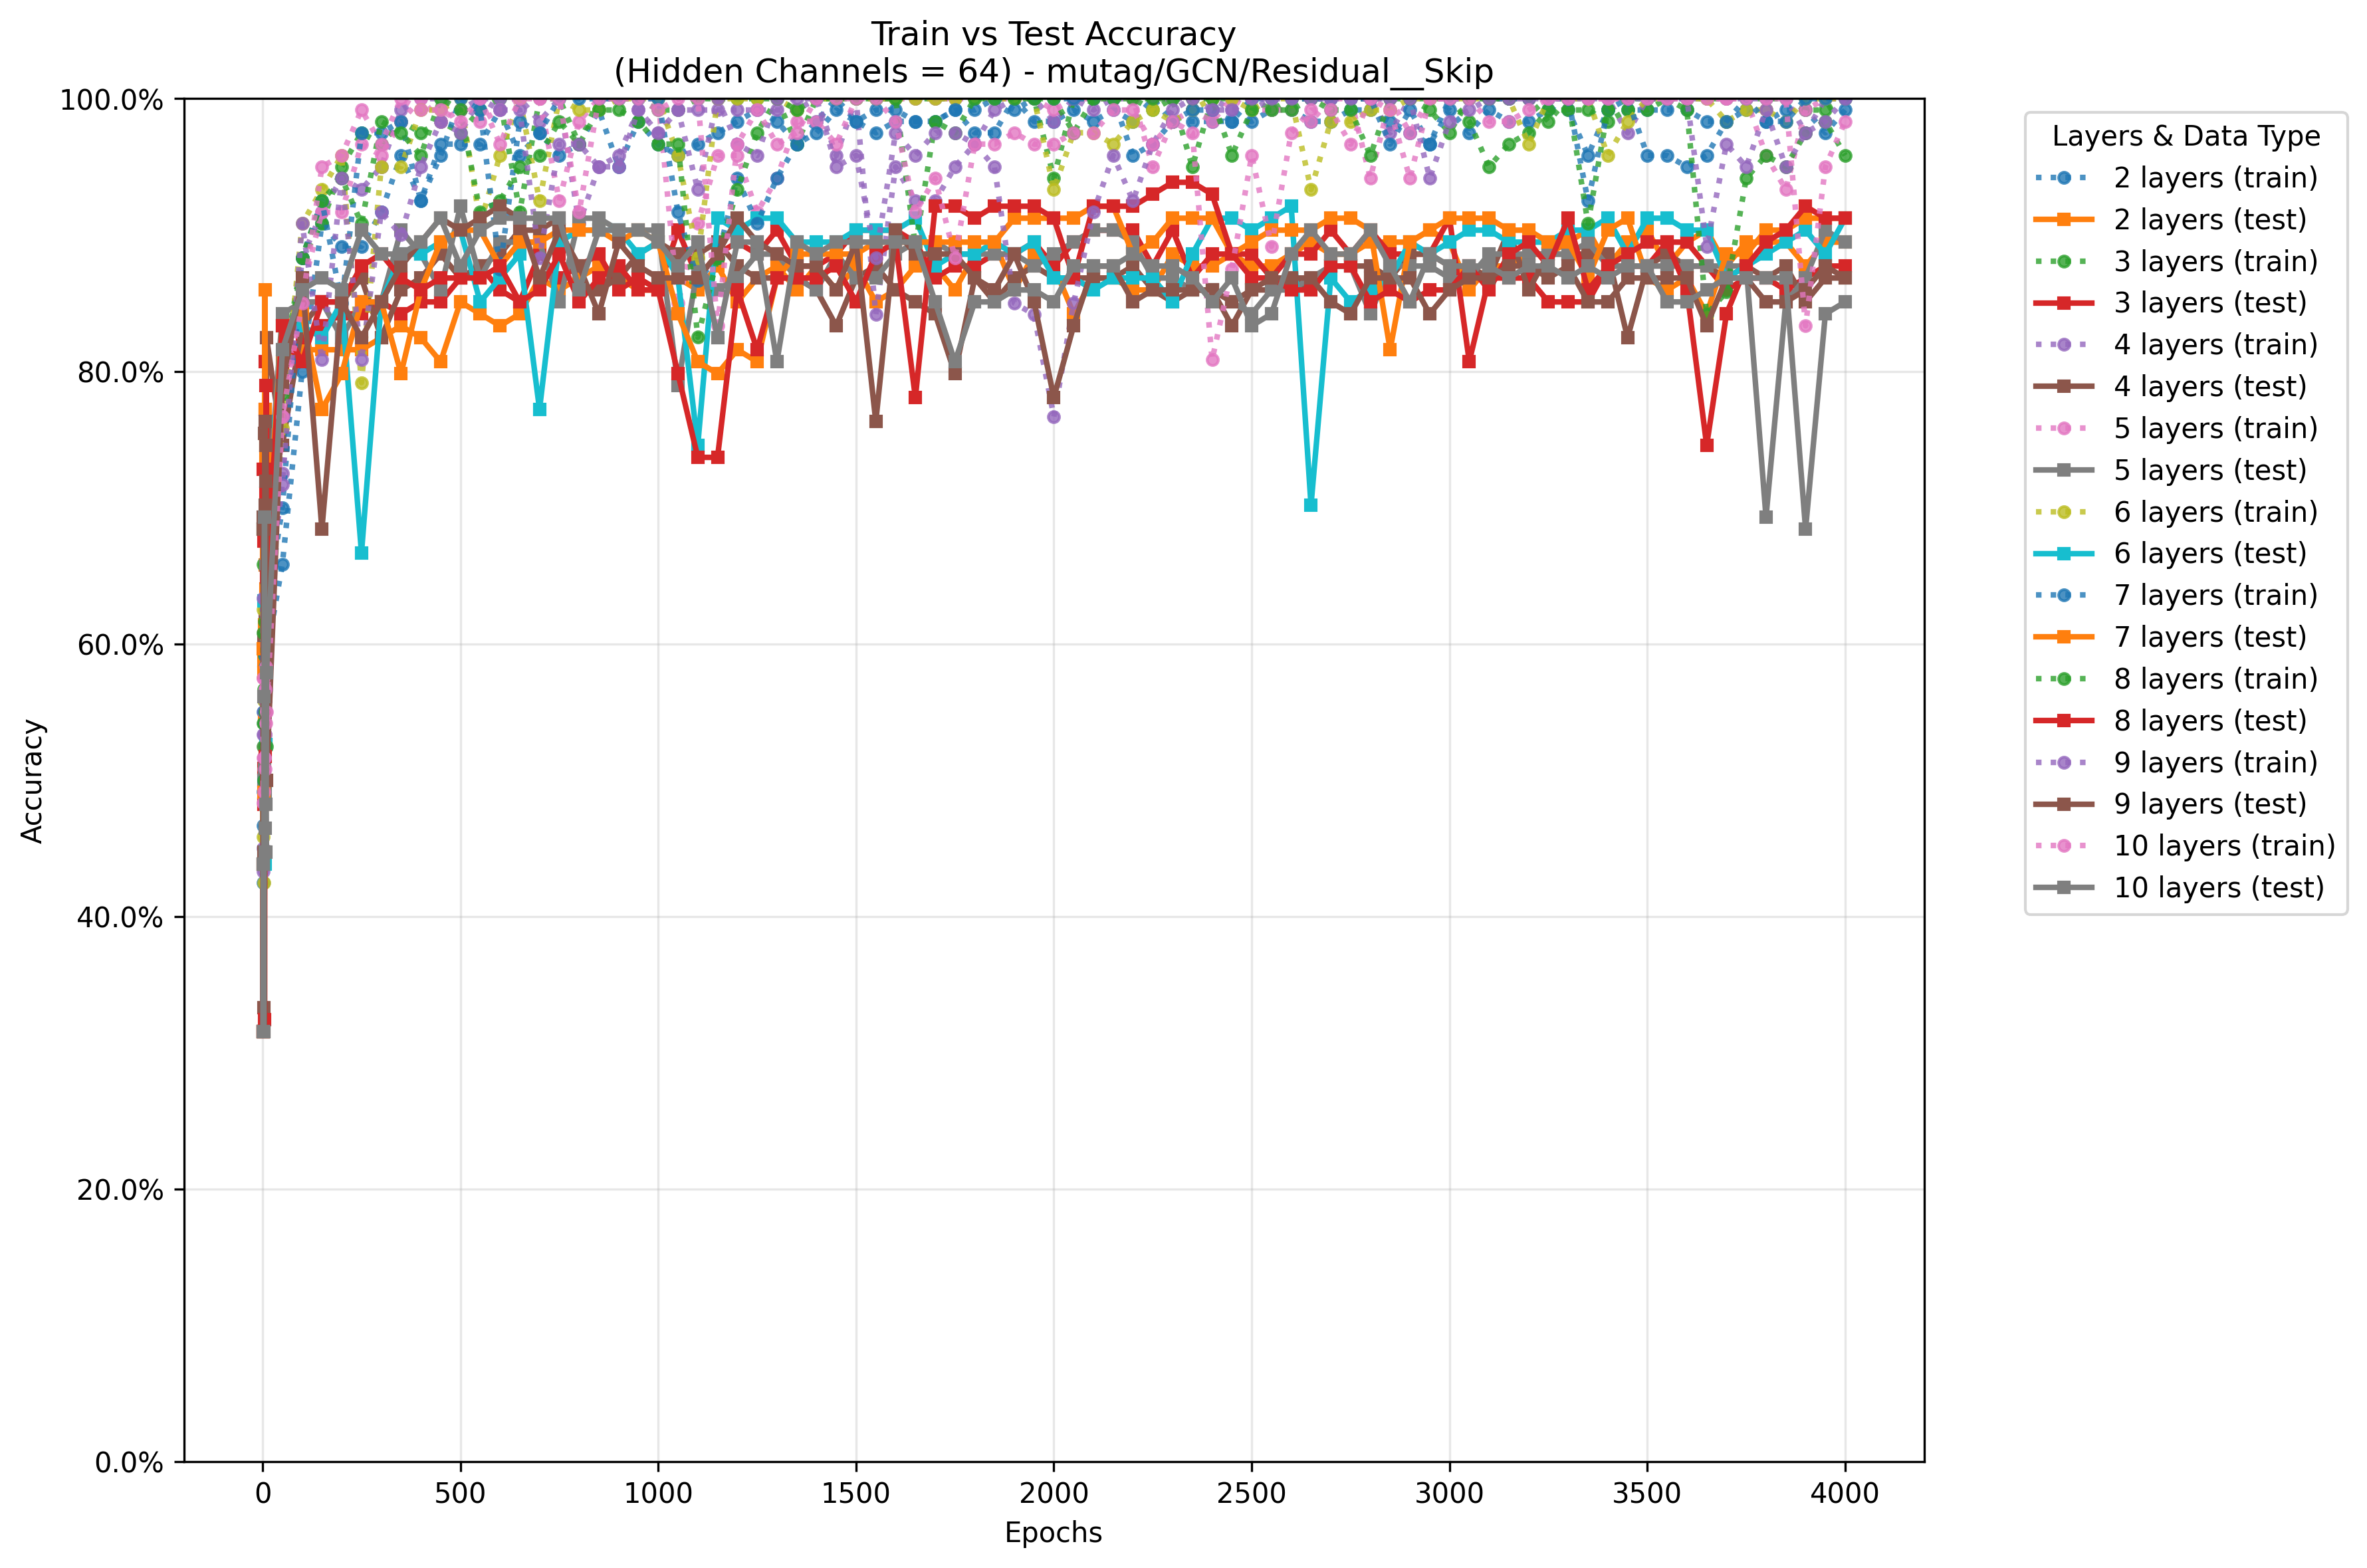 Train vs Test Accuracy
(Hidden Channels = 64) - mutag/GCN/Residual__Skip
100.0%
80.0%
60.0%
40.0%
20.0%
0.0%
Accuracy
0 500 1000 1500 2000 2500 3000 3500 4000
Epochs
Layers & Data Type
2 layers (train)
2 layers (test)
3 layers (train)
3 layers (test)
4 layers (train)
4 layers (test)
5 layers (train)
5 layers (test)
6 layers (train)
6 layers (test)
7 layers (train)
7 layers (test)
8 layers (train)
8 layers (test)
9 layers (train)
9 layers (test)
10 layers (train)
10 layers (test)